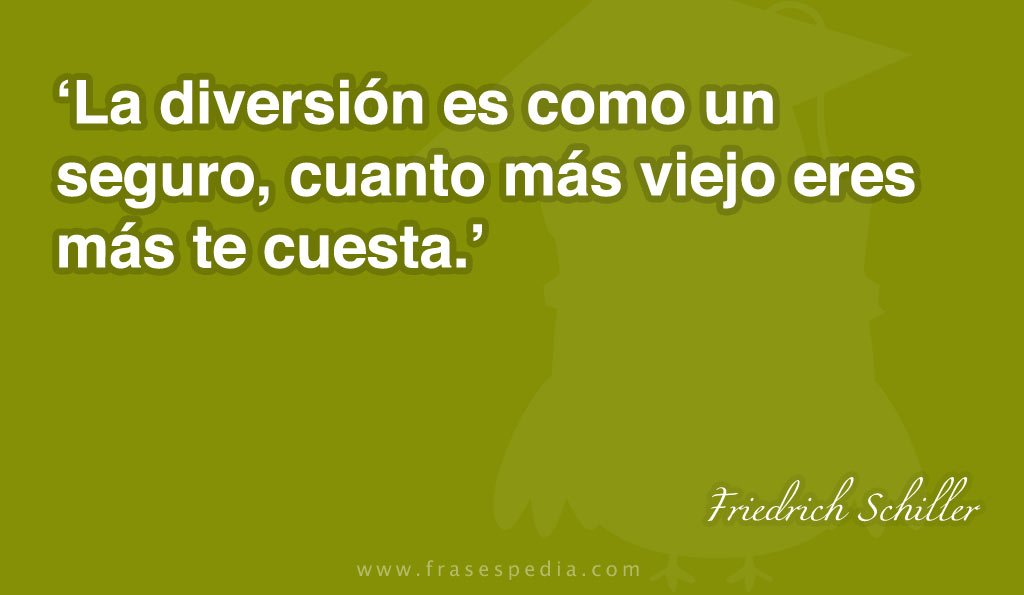 ‘La diversión es como un
seguro, cuanto más viejo eres
más te cuesta.’
Friedrich Schiller
www.frasespedia.com